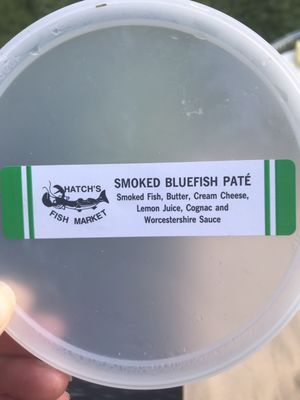 HATCH'S
FISH MARKET
SMOKED BLUEFISH PATÉ
Smoked Fish, Butter, Cream Cheese,
Lemon Juice, Cognac and
Worcestershire Sauce